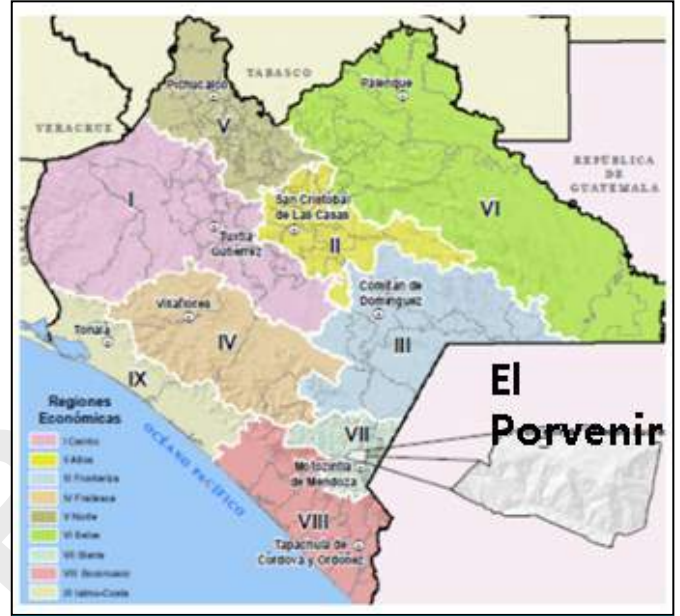 TABASCO
Pichucalco
Palenque
V
VERACRUZ
REPÚBLICA
DE
GUATEMALA
I
VI
San Cristóbal
de Las Casas
II
Tuxtla
Gutiérrez
Comitán de
Domínguez
Villaflores
Tonalá
IV
III
IX
El
Porvenir
Regiones
Económicas
I Centro
II Altos
III Fronteriza
IV Frailesca
V Norte
VI Selva
VII Sierra
VIII Soconusco
IX Istmo-Costa
OCÉANO PACÍFICO
VII
Motozintla
de Mendoza
VIII
Tapachula de
Córdova y Ordóñez